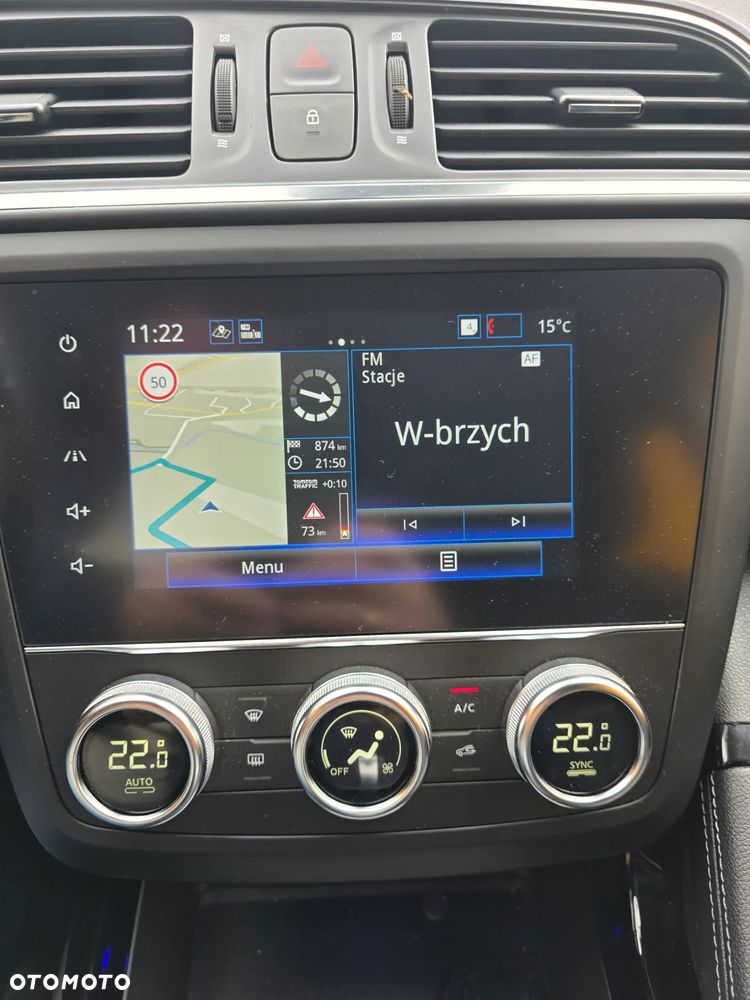 11:22
4
15°C
50
FM
Stacje
AF
W-brzych
874 km
21:50
TOMTOM
TRAFFIC
+0:10
73 km
Menu
A/C
22.0
AUTO
OFF
22.0
SYNC
OTOMOTO